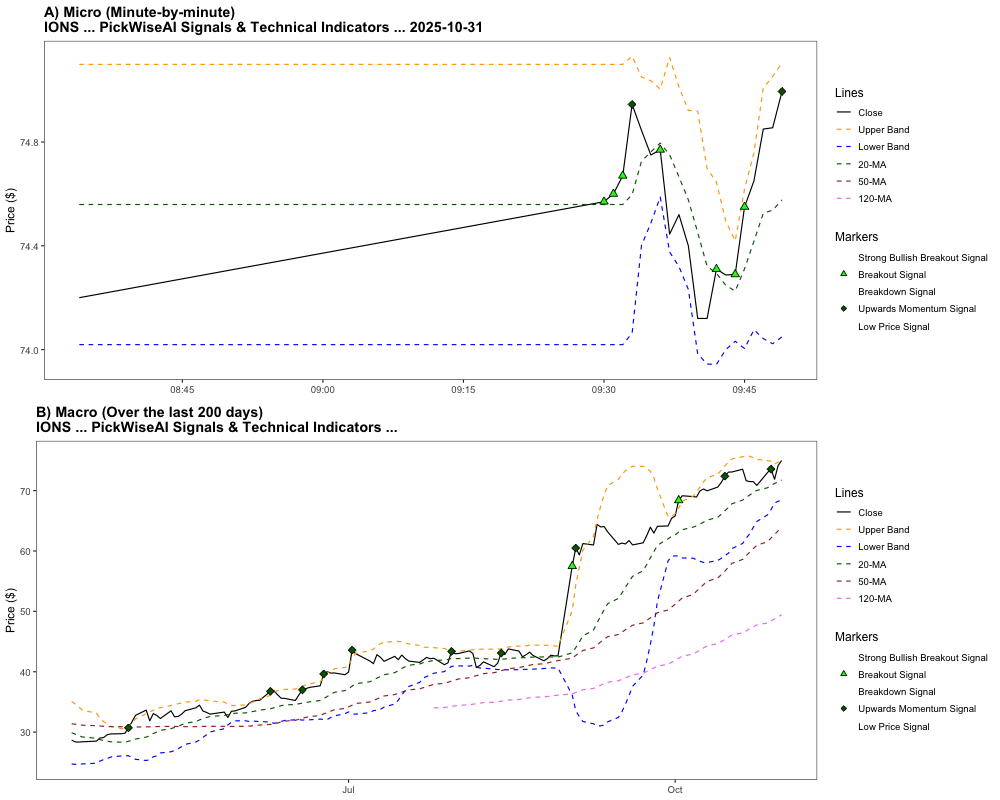 A) Micro (Minute-by-minute)
IONS ... PickWiseAI Signals & Technical Indicators ... 2025-10-31
Price ($)
74.8
74.4
74.0
08:45
09:00
09:15
09:30
09:45
Lines
Close
Upper Band
Lower Band
20-MA
50-MA
120-MA
Markers
Strong Bullish Breakout Signal
Breakout Signal
Breakdown Signal
Upwards Momentum Signal
Low Price Signal
B) Macro (Over the last 200 days)
IONS ... PickWiseAI Signals & Technical Indicators ...
Price ($)
70
60
50
40
30
Jul
Oct
Lines
Close
Upper Band
Lower Band
20-MA
50-MA
120-MA
Markers
Strong Bullish Breakout Signal
Breakout Signal
Breakdown Signal
Upwards Momentum Signal
Low Price Signal